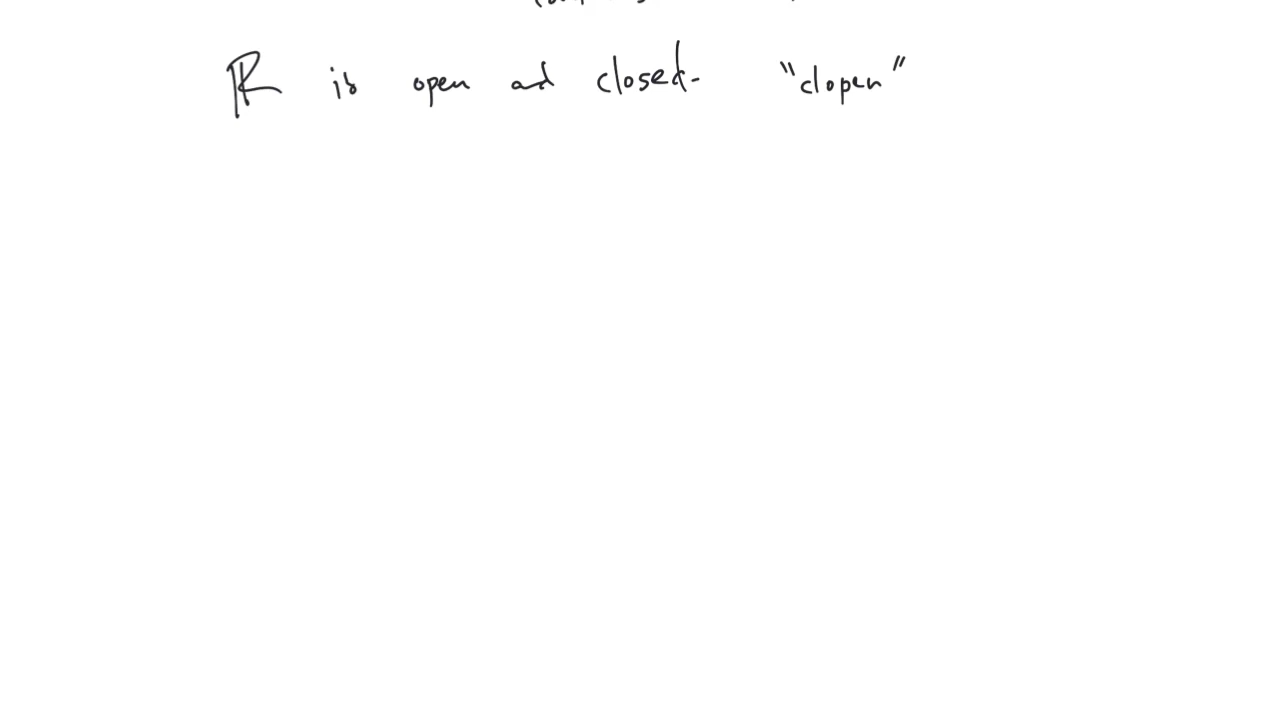 ℝ is open and closed. "clopen"